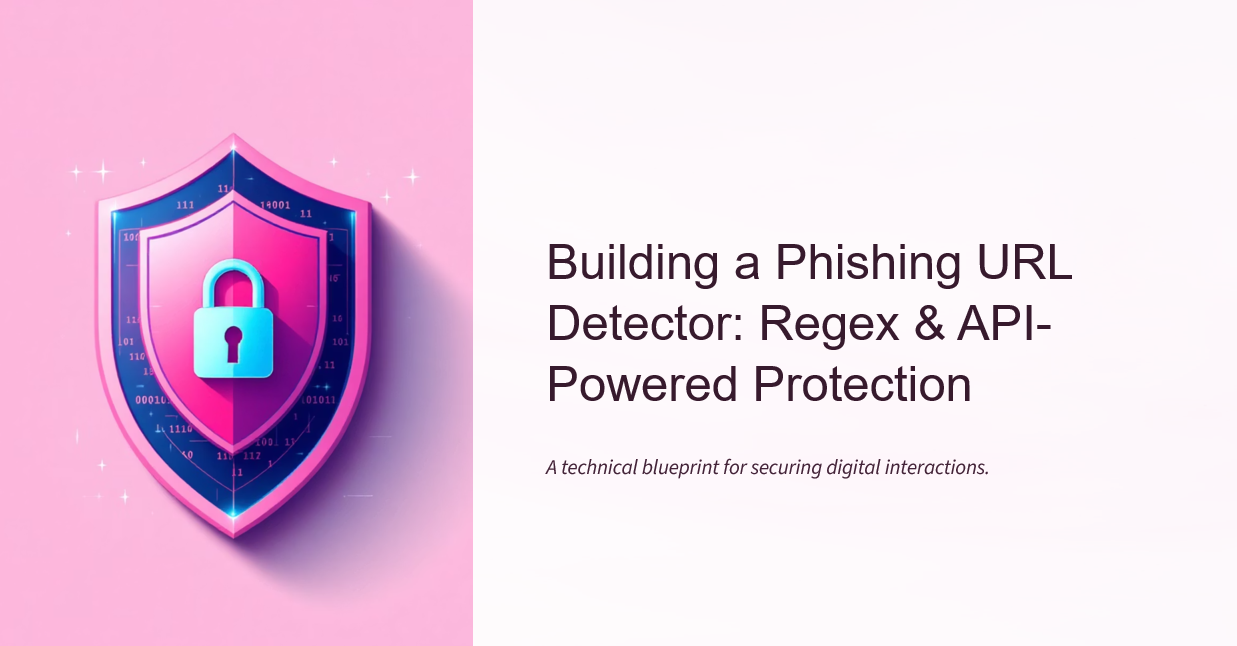 Building a Phishing URL
Detector: Regex & API-
Powered Protection
A technical blueprint for securing digital interactions.